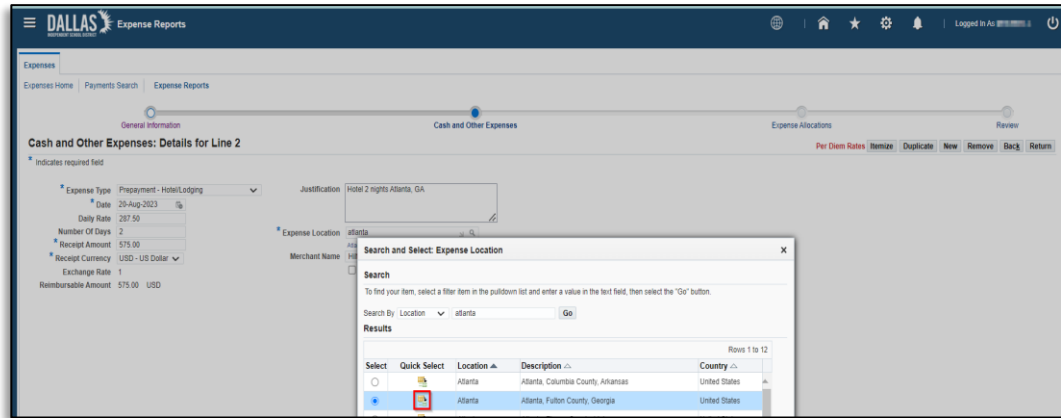 DALLAS Expense Reports
INDEPENDENT SCHOOL DISTRICT
Logged In As
Expenses
Expenses Home | Payments Search | Expense Reports
General Information
Cash and Other Expenses
Expense Allocations
Review
Cash and Other Expenses: Details for Line 2
Per Diem Rates Itemize Duplicate New Remove Back Return
* Indicates required field
* Expense Type Prepayment - Hotel/Lodging
* Date 20-Aug-2023
Daily Rate 287.50
Number Of Days 2
* Receipt Amount 575.00
* Receipt Currency USD - US Dollar
Exchange Rate 1
Reimbursable Amount 575.00 USD
Justification Hotel 2 nights Atlanta, GA
* Expense Location atlanta
Merchant Name
Search and Select: Expense Location x
Search
To find your item, select a filter item in the pulldown list and enter a value in the text field, then select the "Go" button.
Search By Location atlanta Go
Results
Rows 1 to 12
Select Quick Select Location Description Country
Atlanta Atlanta, Columbia County, Arkansas United States
Atlanta Atlanta, Fulton County, Georgia United States